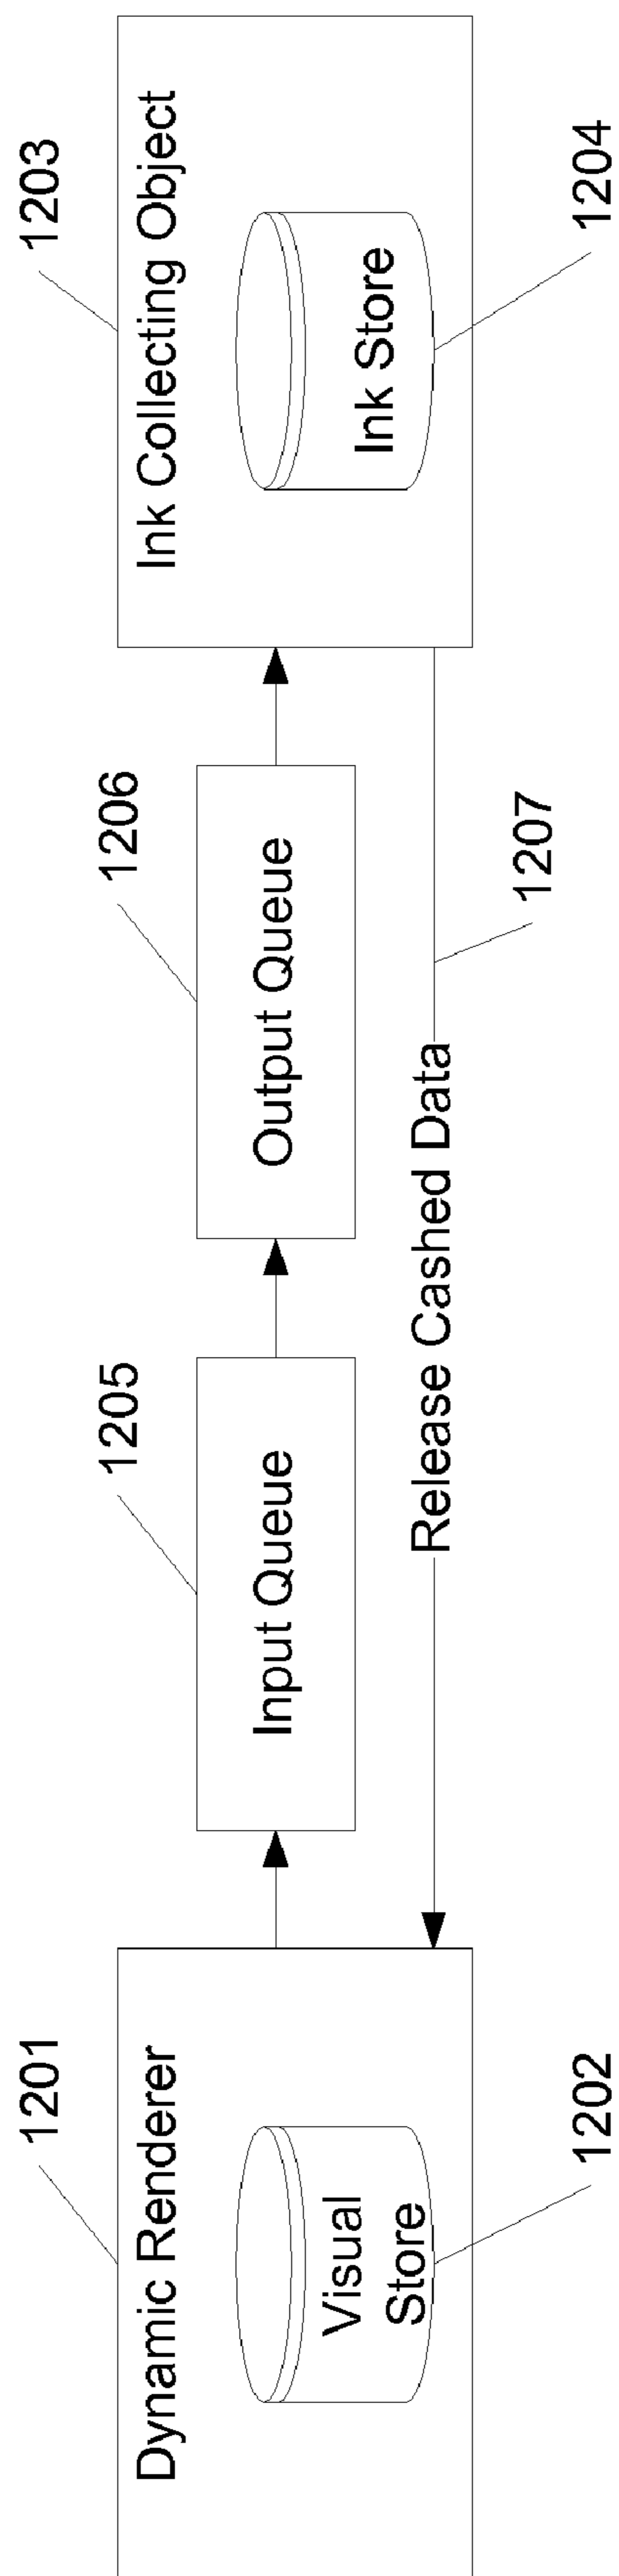 1201
Dynamic Renderer
Visual
Store
1202
1205
Input Queue
1206
Output Queue
Release Cashed Data
1207
1203
Ink Collecting Object
Ink Store
1204